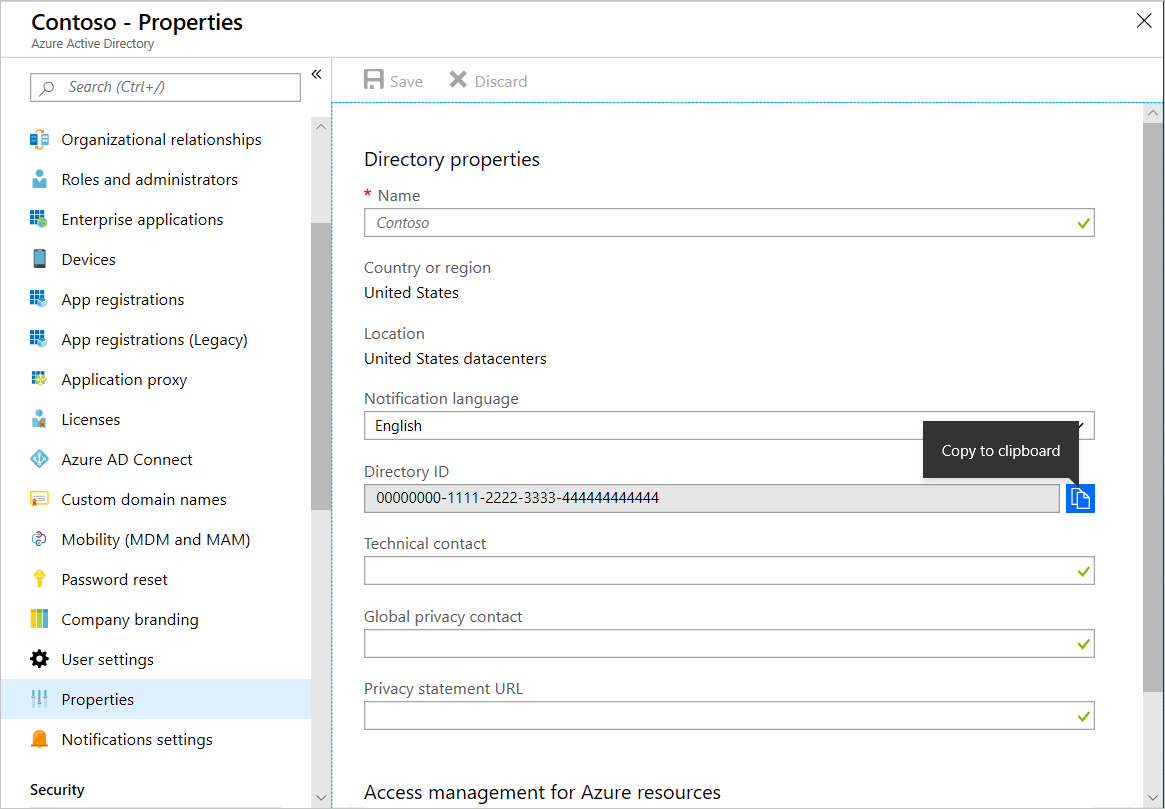 Contoso - Properties
Azure Active Directory
Search (Ctrl+/)
«
Organizational relationships
Roles and administrators
Enterprise applications
Devices
App registrations
App registrations (Legacy)
Application proxy
Licenses
Azure AD Connect
Custom domain names
Mobility (MDM and MAM)
Password reset
Company branding
User settings
Properties
Notifications settings
Security
Save Discard
Directory properties
* Name
Contoso
Country or region
United States
Location
United States datacenters
Notification language
English
Copy to clipboard
Directory ID
00000000-1111-2222-3333-444444444444
Technical contact
Global privacy contact
Privacy statement URL
Access management for Azure resources